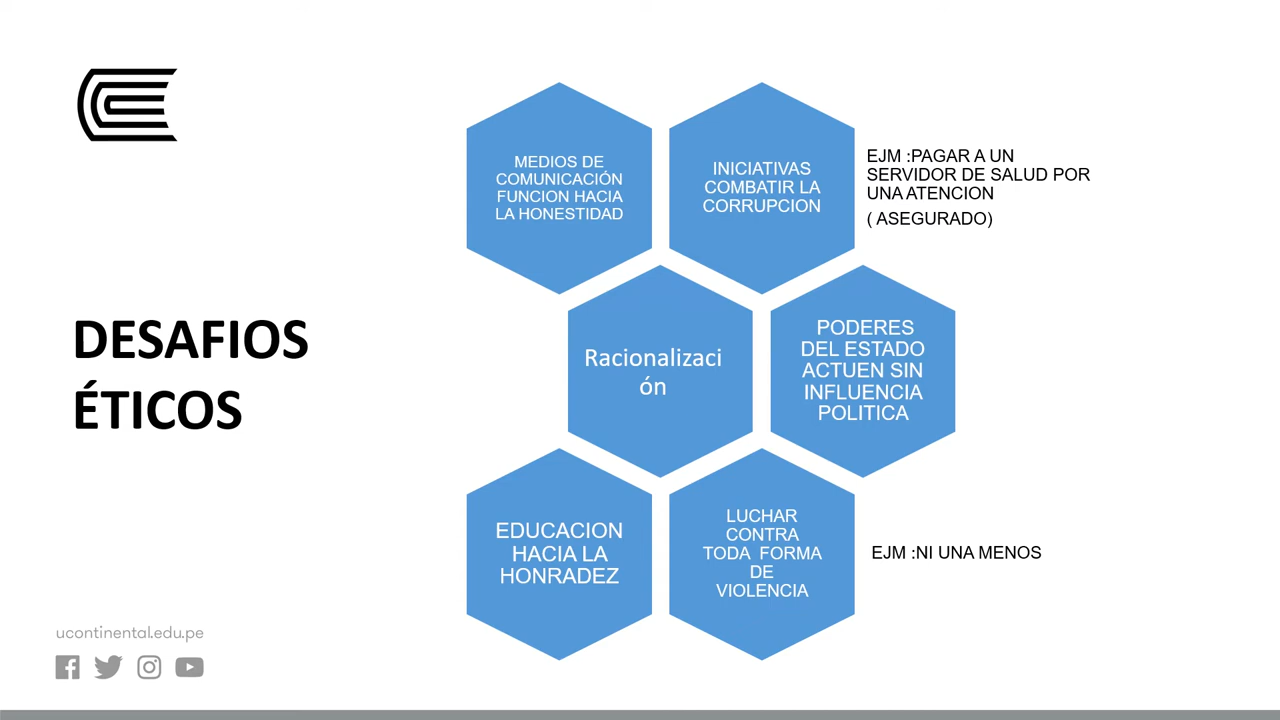 DESAFIOS
ÉTICOS
MEDIOS DE
COMUNICACIÓN
FUNCION HACIA
LA HONESTIDAD
INICIATIVAS
COMBATIR LA
CORRUPCION
EJM :PAGAR A UN
SERVIDOR DE SALUD POR
UNA ATENCION
( ASEGURADO)
Racionalizaci
ón
PODERES
DEL ESTADO
ACTUEN SIN
INFLUENCIA
POLITICA
EDUCACION
HACIA LA
HONRADEZ
LUCHAR
CONTRA
TODA FORMA
DE
VIOLENCIA
EJM :NI UNA MENOS
ucontinental.edu.pe